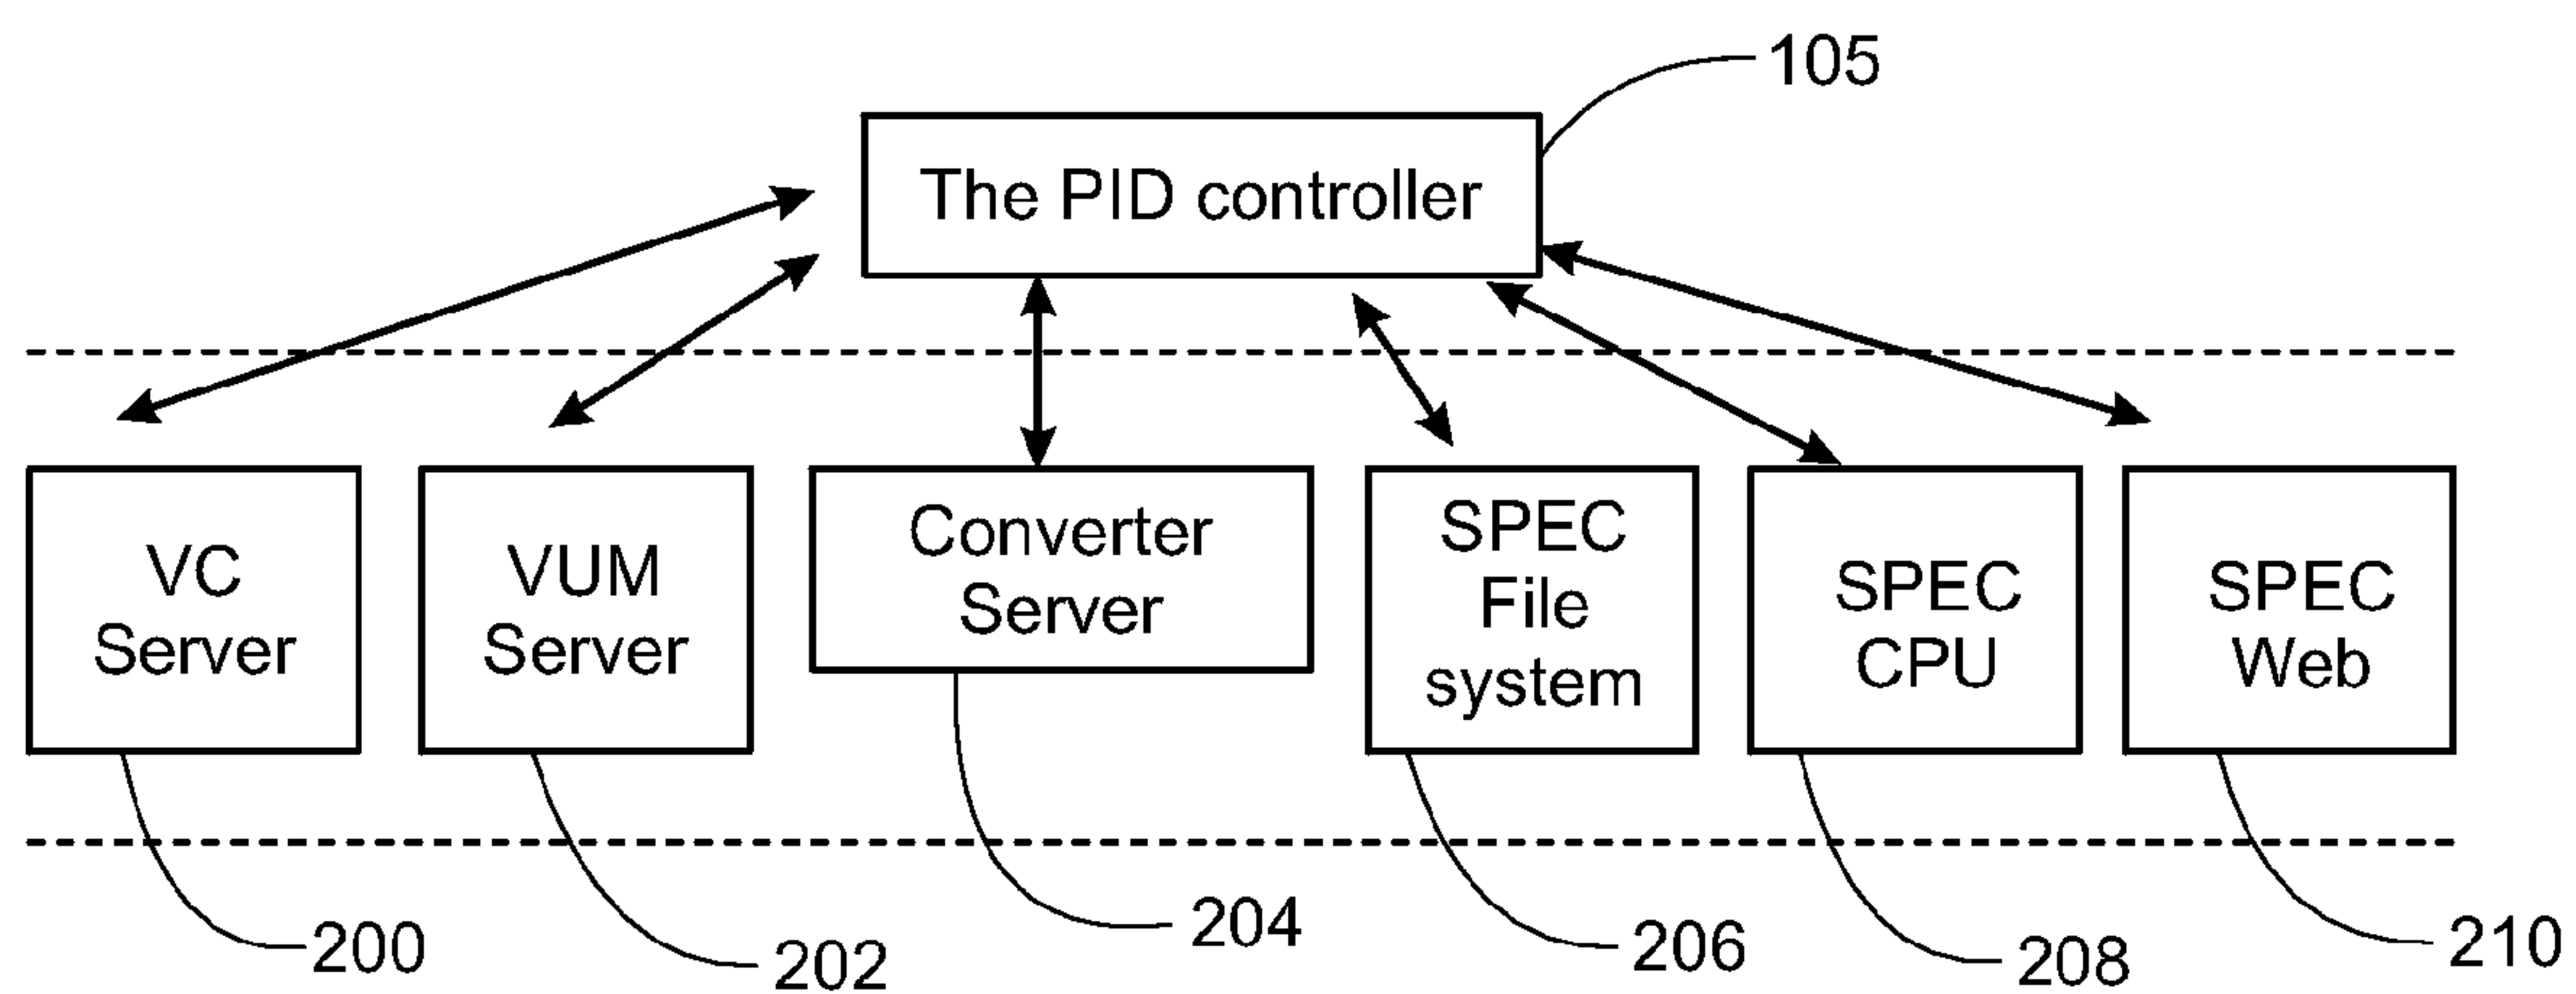 105
The PID controller
VC
Server
VUM
Server
Converter
Server
SPEC
File
system
SPEC
CPU
SPEC
Web
200
202
204
206
208
210